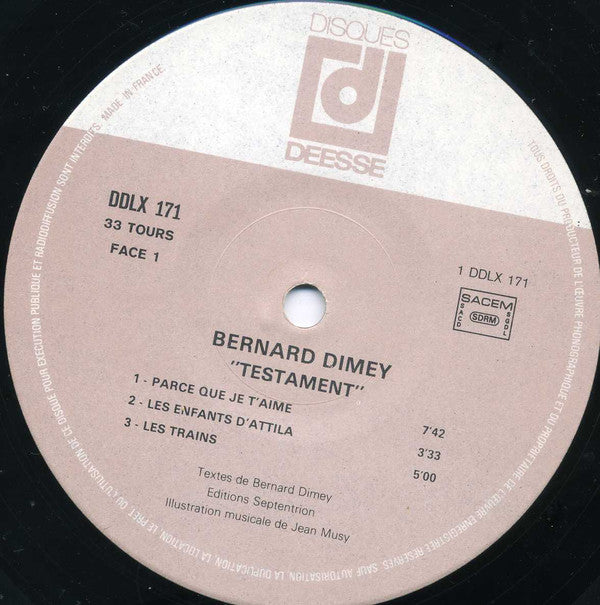 DISQUES
d
DEESSE
DDLX 171
33 TOURS
FACE 1
1 DDLX 171
SACEM
SACD
SDRM
SGDL
BERNARD DIMEY
"TESTAMENT"
1 - PARCE QUE JE T'AIME 7'42
2 - LES ENFANTS D'ATTILA 3'33
3 - LES TRAINS 5'00
Textes de Bernard Dimey
Editions Septentrion
Illustration musicale de Jean Musy
TOUS DROITS DU PRODUCTEUR DE L'ŒUVRE PHONOGRAPHIQUE ET DU PROPRIETAIRE DE L'ŒUVRE ENREGISTREE RESERVES. SAUF AUTORISATION, LA DUPLICATION, LA LOCATION, LE PRET OU L'UTILISATION DE CE DISQUE POUR EXECUTION PUBLIQUE ET RADIODIFFUSION SONT INTERDITS. MADE IN FRANCE.